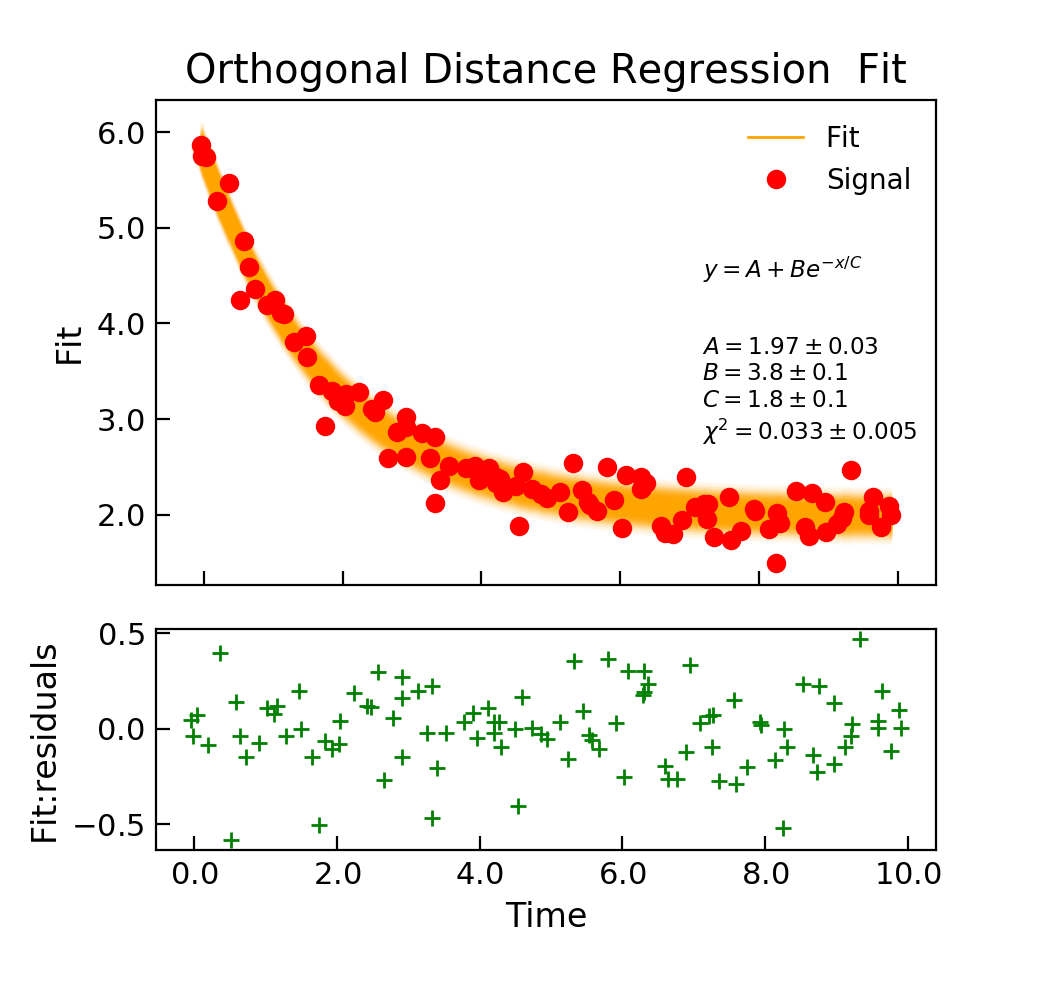 Orthogonal Distance Regression  Fit
6.0
5.0
4.0
3.0
2.0
Fit
Fit
Signal
y = A + Be^{-x/C}
A = 1.97 ± 0.03
B = 3.8 ± 0.1
C = 1.8 ± 0.1
χ² = 0.033 ± 0.005
0.5
0.0
−0.5
Fit:residuals
0.0 2.0 4.0 6.0 8.0 10.0
Time